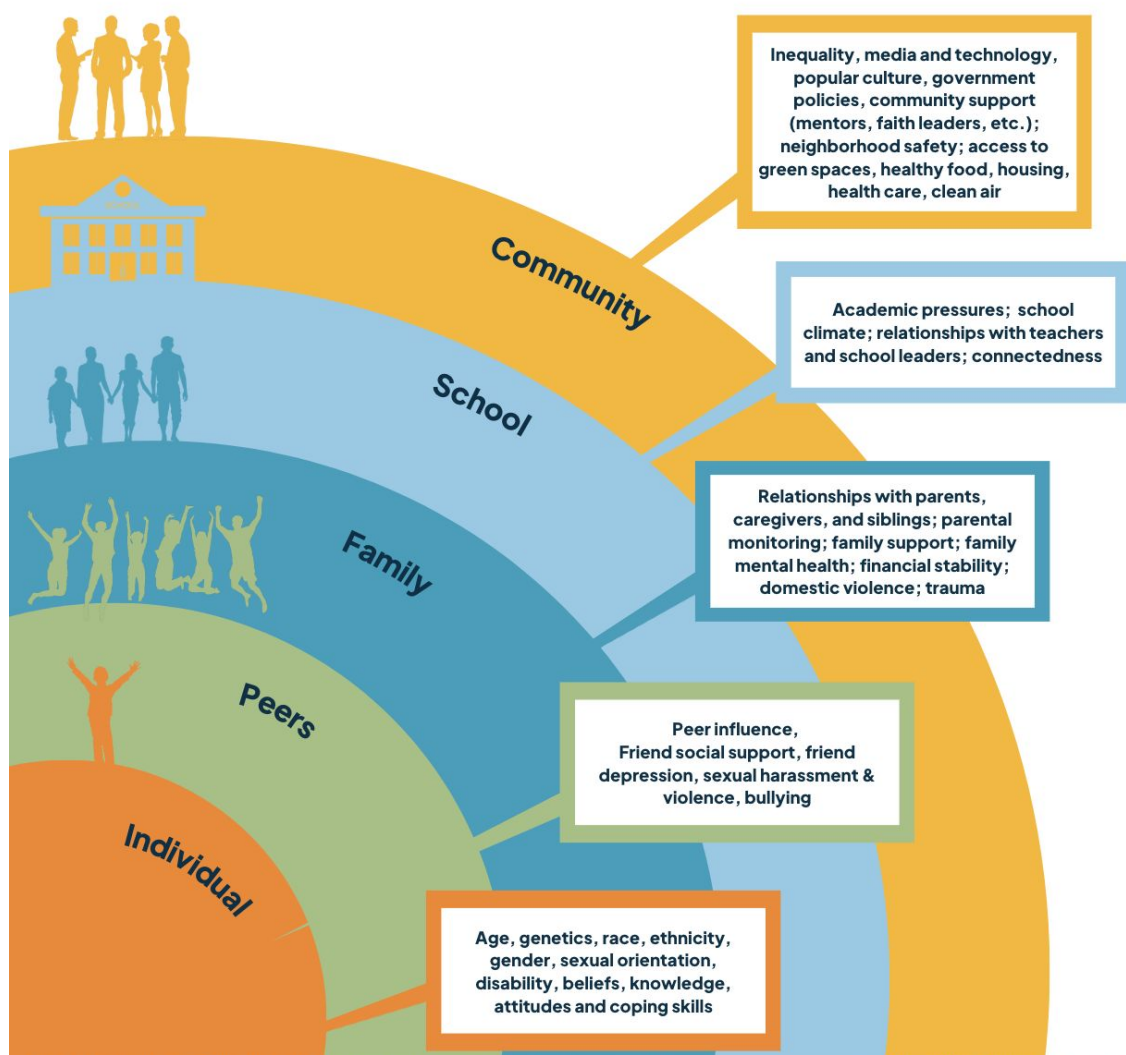 Inequality, media and technology,
popular culture, government
policies, community support
(mentors, faith leaders, etc.);
neighborhood safety; access to
green spaces, healthy food, housing,
health care, clean air
Community
Academic pressures; school
climate; relationships with teachers
and school leaders; connectedness
School
Relationships with parents,
caregivers, and siblings; parental
monitoring; family support; family
mental health; financial stability;
domestic violence; trauma
Family
Peer influence,
Friend social support, friend
depression, sexual harassment &
violence, bullying
Peers
Age, genetics, race, ethnicity,
gender, sexual orientation,
disability, beliefs, knowledge,
attitudes and coping skills
Individual